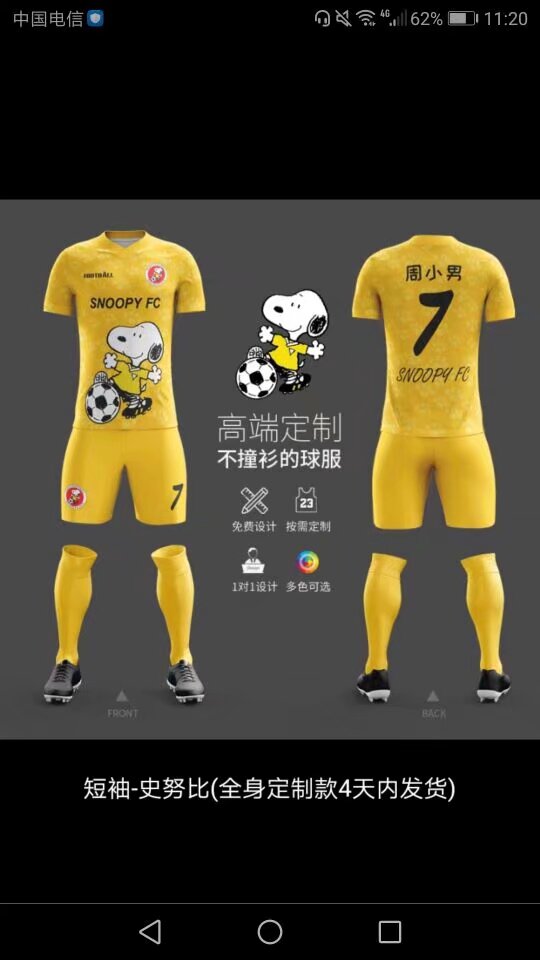 中国电信
4G
62%
11:20
FOOTBALL
SNOOPY FC
7
周小男
7
SNOOPY FC
高端定制
不撞衫的球服
23
免费设计
按需定制
Design
1对1设计
多色可选
FRONT
BACK
短袖-史努比(全身定制款4天内发货)